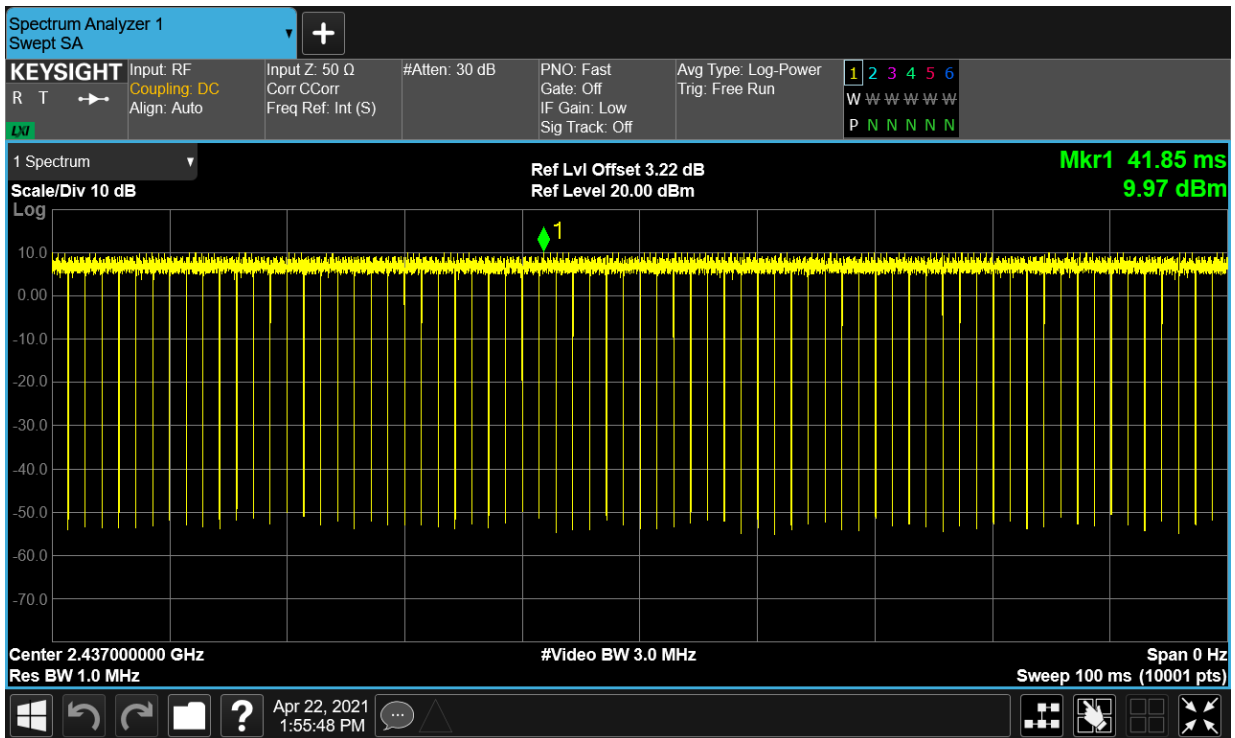 Spectrum Analyzer 1
Swept SA
KEYSIGHT
R T
LXI
Input: RF
Coupling: DC
Align: Auto
Input Z: 50 Ω
Corr CCorr
Freq Ref: Int (S)
#Atten: 30 dB
PNO: Fast
Gate: Off
IF Gain: Low
Sig Track: Off
Avg Type: Log-Power
Trig: Free Run
1 2 3 4 5 6
W W W W W W
P N N N N N
1 Spectrum
Scale/Div 10 dB
Log
Ref Lvl Offset 3.22 dB
Ref Level 20.00 dBm
Mkr1 41.85 ms
9.97 dBm
1
10.0
0.00
-10.0
-20.0
-30.0
-40.0
-50.0
-60.0
-70.0
Center 2.437000000 GHz
#Video BW 3.0 MHz
Span 0 Hz
Res BW 1.0 MHz
Sweep 100 ms (10001 pts)
?
Apr 22, 2021
1:55:48 PM